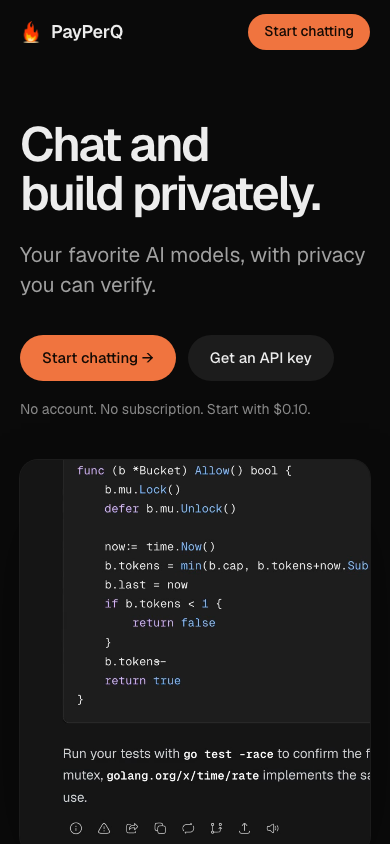 PayPerQ
Start chatting
Chat and
build privately.
Your favorite AI models, with privacy
you can verify.
Start chatting →
Get an API key
No account. No subscription. Start with $0.10.
func (b *Bucket) Allow() bool {
b.mu.Lock()
defer b.mu.Unlock()
now:= time.Now()
b.tokens = min(b.cap, b.tokens+now.Sub
b.last = now
if b.tokens < 1 {
return false
}
b.tokens--
return true
}
Run your tests with go test -race to confirm the f
mutex, golang.org/x/time/rate implements the sa
use.